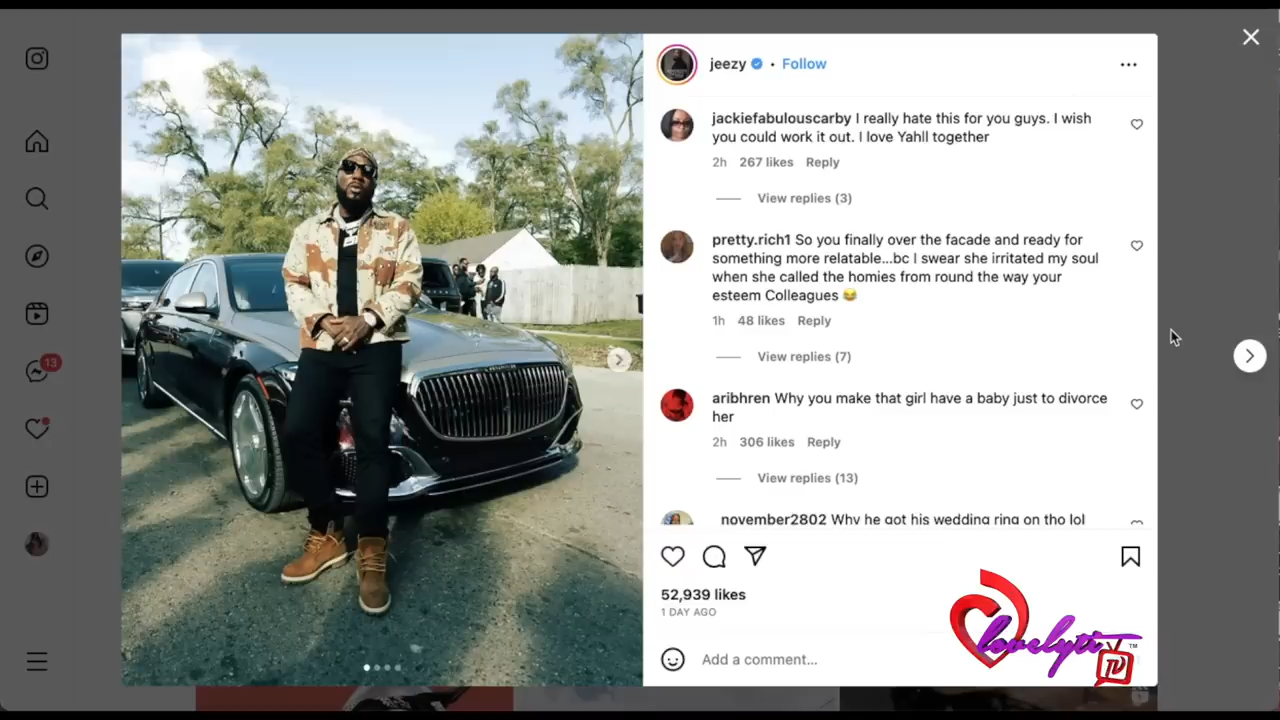 jeezy • Follow
jackiefabulouscarby I really hate this for you guys. I wish
you could work it out. I love Yahll together
2h 267 likes Reply
View replies (3)
pretty.rich1 So you finally over the facade and ready for
something more relatable...bc I swear she irritated my soul
when she called the homies from round the way your
esteem Colleagues 😂
1h 48 likes Reply
View replies (7)
aribhren Why you make that girl have a baby just to divorce
her
2h 306 likes Reply
View replies (13)
november2802 Why he got his wedding ring on tho lol
13
52,939 likes
1 DAY AGO
Add a comment...
lovelyti
TV
TM